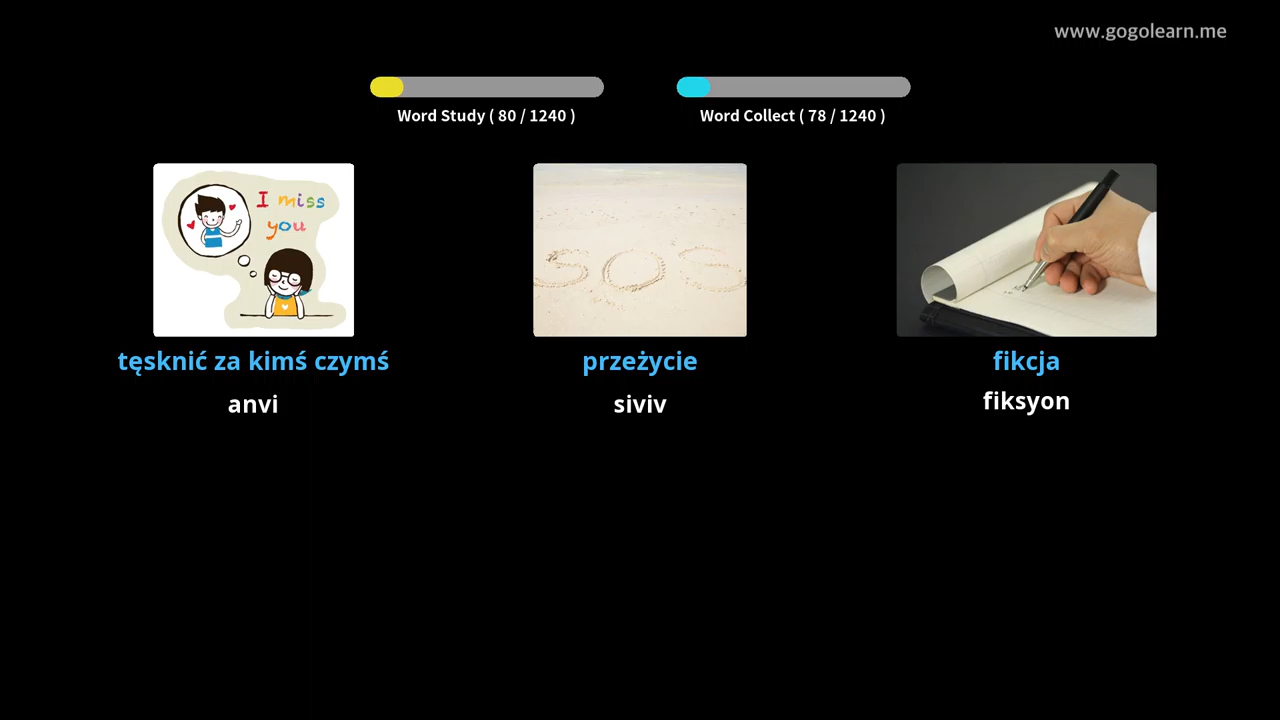 www.gogolearn.me
Word Study ( 80 / 1240 )
Word Collect ( 78 / 1240 )
I miss
you
SOS
tęsknić za kimś czymś
przeżycie
fikcja
anvi
siviv
fiksyon